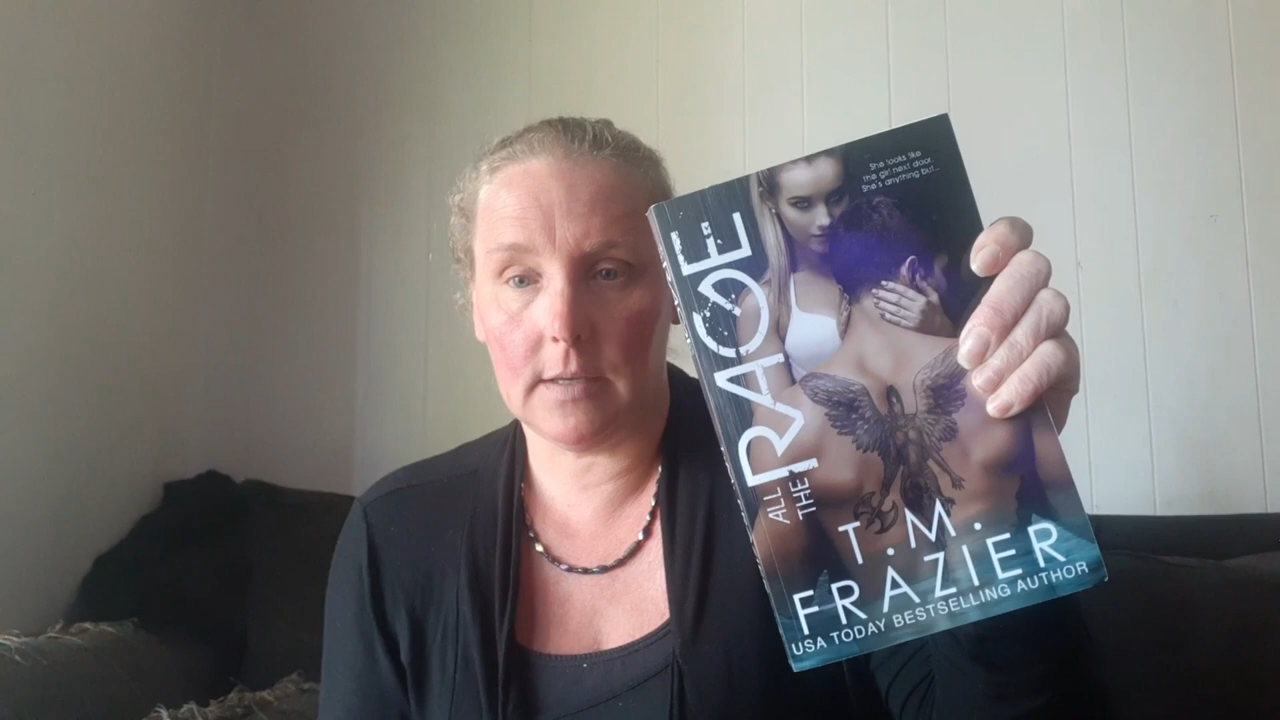 She looks like
the girl next door.
She's anything but...
ALL
THE
RAGE
T.M.
FRAZIER
USA TODAY BESTSELLING AUTHOR